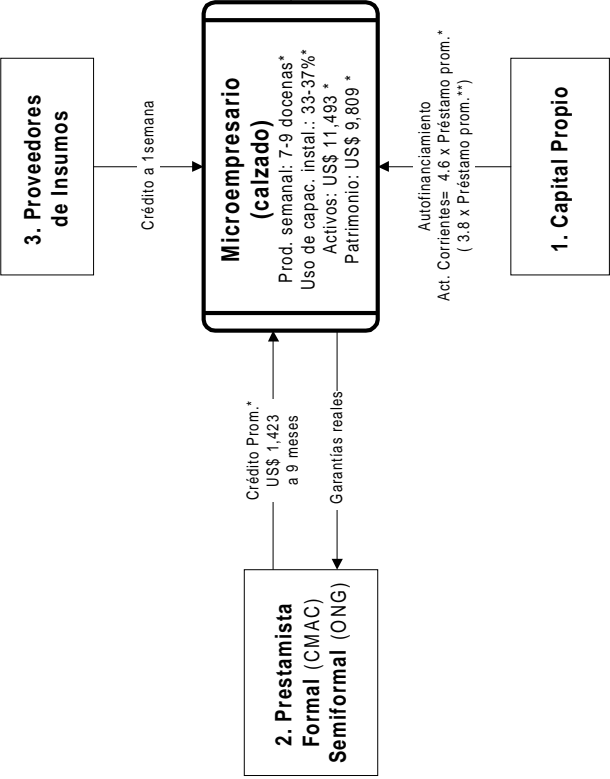 3. Proveedores
de Insumos
Crédito a 1semana
Microempresario
(calzado)
Prod. semanal: 7-9 docenas*
Uso de capac. instal.: 33-37%*
Activos: US$ 11,493 *
Patrimonio: US$ 9,809 *
Autofinanciamiento
Act. Corrientes= 4.6 x Préstamo prom.*
( 3.8 x Préstamo prom.**)
1. Capital Propio
Crédito Prom.*
US$ 1,423
a 9 meses
Garantías reales
2. Prestamista
Formal (CMAC)
Semiformal (ONG)